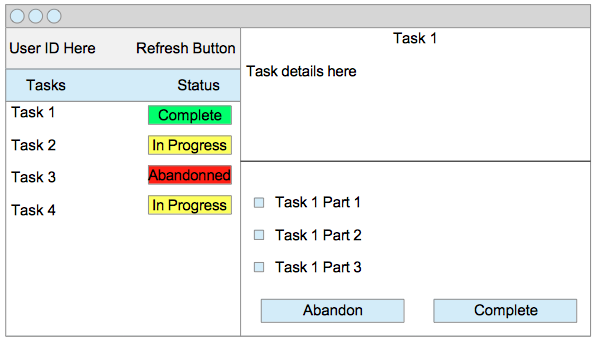 User ID Here Refresh Button
Tasks Status
Task 1 Complete
Task 2 In Progress
Task 3 Abandonned
Task 4 In Progress
Task 1
Task details here
Task 1 Part 1
Task 1 Part 2
Task 1 Part 3
Abandon Complete